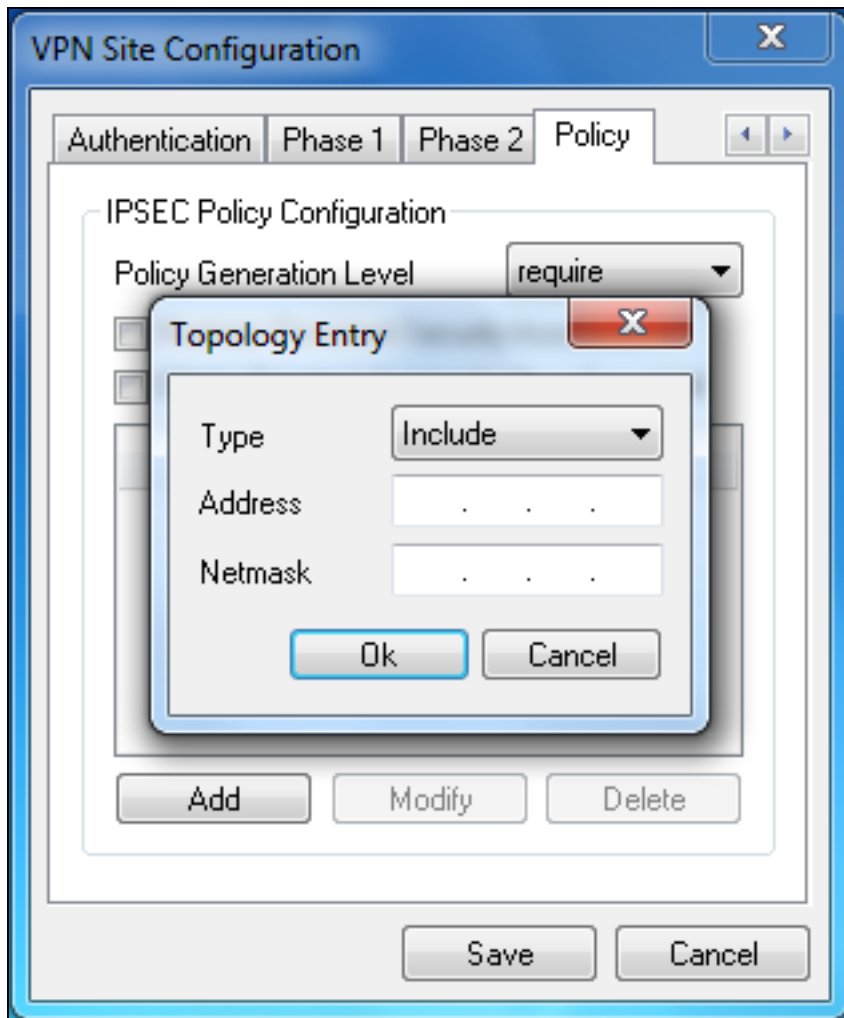 VPN Site Configuration
Authentication Phase 1 Phase 2 Policy
IPSEC Policy Configuration
Policy Generation Level require
Topology Entry
Type Include
Address . . .
Netmask . . .
Ok Cancel
Add Modify Delete
Save Cancel